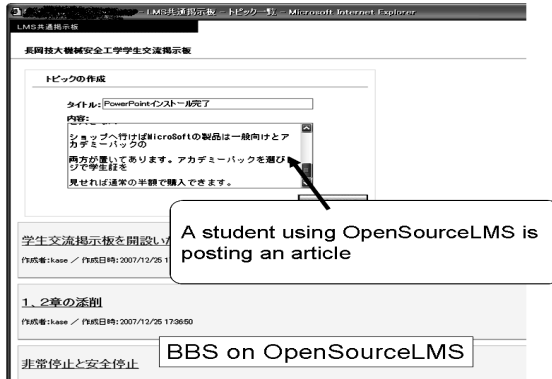 LMS共通掲示板 - トピック一覧 - Microsoft Internet Explorer
LMS共通掲示板
長岡技大機械安全工学学生交流掲示板
トピックの作成
タイトル: PowerPointインストール完了
内容:
ショップへ行けばMicroSoftの製品は一般向けとア
カデミーパックの
両方が置いてあります。アカデミーパックを選び
ジで学生証を
見せれば通常の半額で購入できます。
A student using OpenSourceLMS is
posting an article
学生交流掲示板を開設い
作成者:kase ／ 作成日時:2007/12/25 1
1、2章の添削
作成者:kase ／ 作成日時:2007/12/25 17:36:50
BBS on OpenSourceLMS
非常停止と安全停止